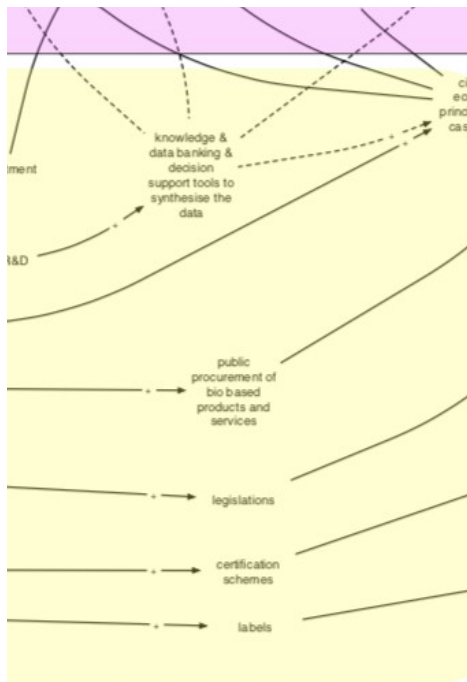 knowledge &
data banking &
decision
support tools to
synthesise the
data
ment
R&D
public
procurement of
bio based
products and
services
legislations
certification
schemes
labels
+
+
+
+
+
+
+